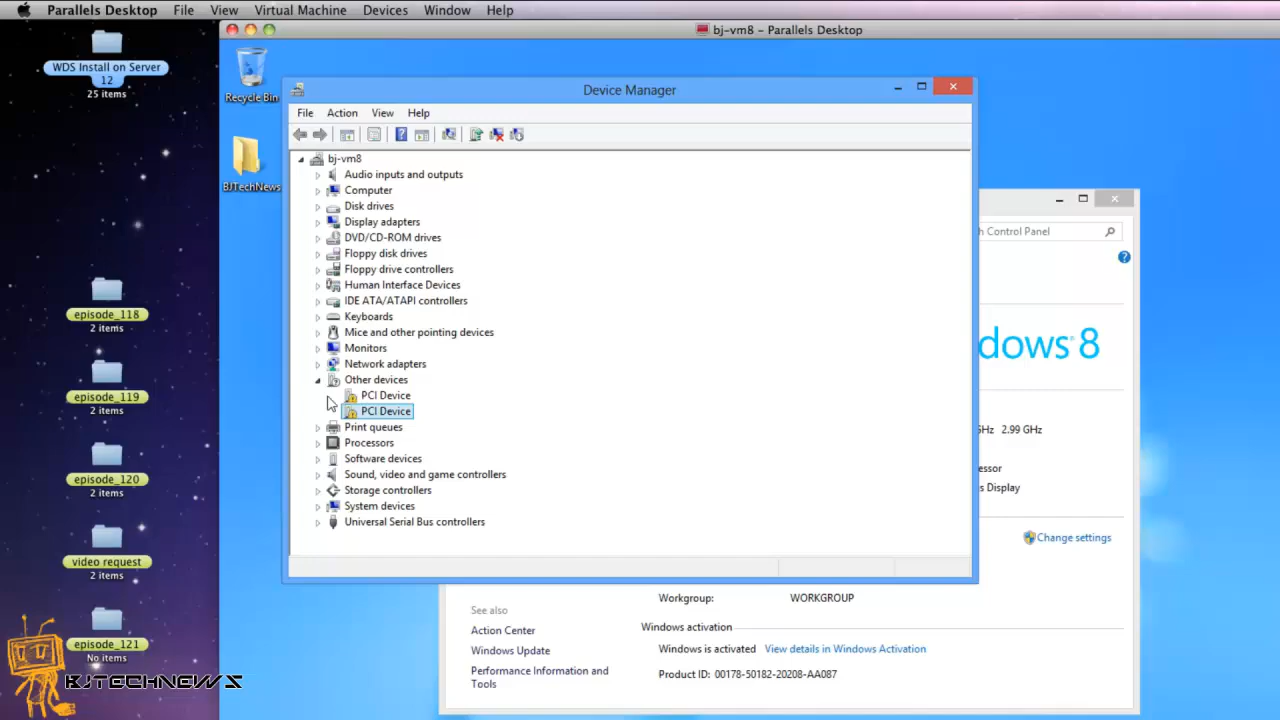 Parallels Desktop File View Virtual Machine Devices Window Help
bj-vm8 – Parallels Desktop
WDS Install on Server
12
25 items
episode_118
2 items
episode_119
2 items
episode_120
2 items
video request
2 items
episode_121
No items
BJTECHNEWS
Recycle Bin
BJTechNews
Device Manager
File Action View Help
bj-vm8
Audio inputs and outputs
Computer
Disk drives
Display adapters
DVD/CD-ROM drives
Floppy disk drives
Floppy drive controllers
Human Interface Devices
IDE ATA/ATAPI controllers
Keyboards
Mice and other pointing devices
Monitors
Network adapters
Other devices
PCI Device
PCI Device
Print queues
Processors
Software devices
Sound, video and game controllers
Storage controllers
System devices
Universal Serial Bus controllers
h Control Panel
dows 8
GHz 2.99 GHz
essor
s Display
Change settings
Workgroup: WORKGROUP
Windows activation
Windows is activated View details in Windows Activation
Product ID: 00178-50182-20208-AA087
See also
Action Center
Windows Update
Performance Information and
Tools